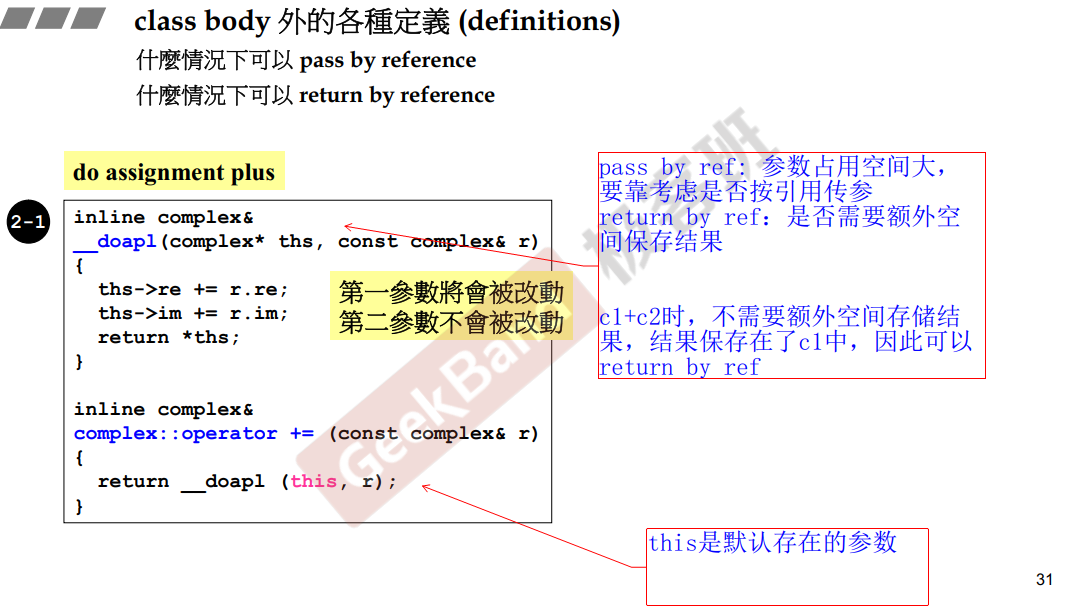 class body 外的各種定義 (definitions)
什麼情況下可以 pass by reference
什麼情況下可以 return by reference
do assignment plus
2-1
inline complex&
__doapl(complex* ths, const complex& r)
{
ths->re += r.re;
ths->im += r.im;
return *ths;
}
第一參數將會被改動
第二參數不會被改動
inline complex&
complex::operator += (const complex& r)
{
return __doapl (this, r);
}
pass by ref: 参数占用空间大，
要靠考虑是否按引用传参
return by ref：是否需要额外空
间保存结果
c1+c2时，不需要额外空间存储结
果，结果保存在了c1中，因此可以
return by ref
this是默认存在的参数
GeekBand 极客班
31